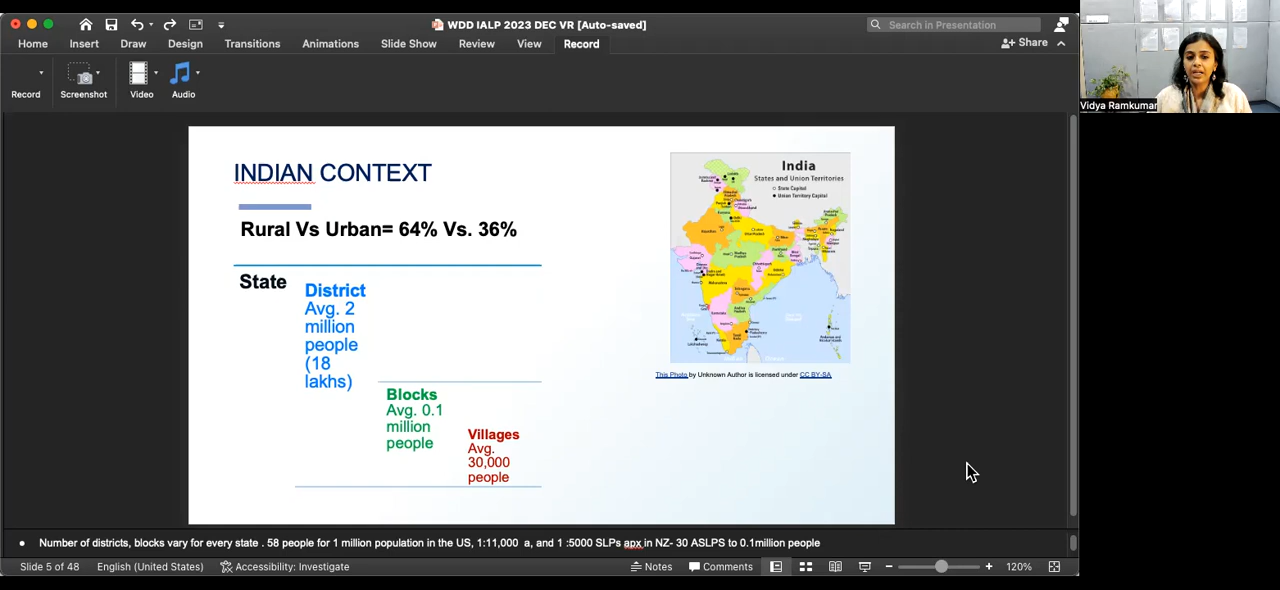 WDD IALP 2023 DEC VR [Auto-saved]
Search in Presentation
Home Insert Draw Design Transitions Animations Slide Show Review View Record
Share
Record Screenshot Video Audio
Vidya Ramkumar
INDIAN CONTEXT
Rural Vs Urban= 64% Vs. 36%
State
District
Avg. 2
million
people
(18
lakhs)
Blocks
Avg. 0.1
million
people
Villages
Avg.
30,000
people
India
States and Union Territories
State Capital
Union Territory Capital
This Photo by Unknown Author is licensed under CC BY-SA
Number of districts, blocks vary for every state . 58 people for 1 million population in the US, 1:11,000 a, and 1 :5000 SLPs apx in NZ- 30 ASLPS to 0.1million people
Slide 5 of 48 English (United States) Accessibility: Investigate Notes Comments 120%